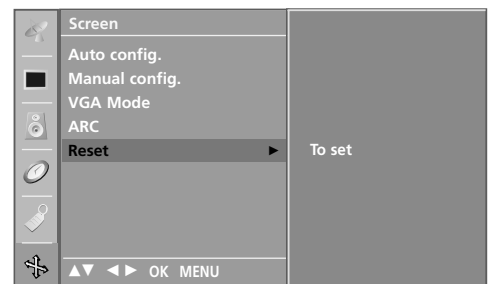 Screen
Auto config.
Manual config.
VGA Mode
ARC
Reset ► To set
▲▼ ◄► OK MENU